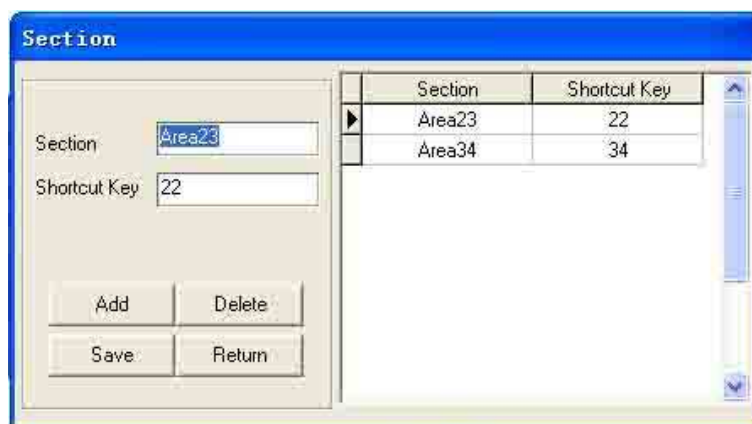 Section
Section Area23
Shortcut Key 22
Add Delete
Save Return
Section Shortcut Key
Area23 22
Area34 34